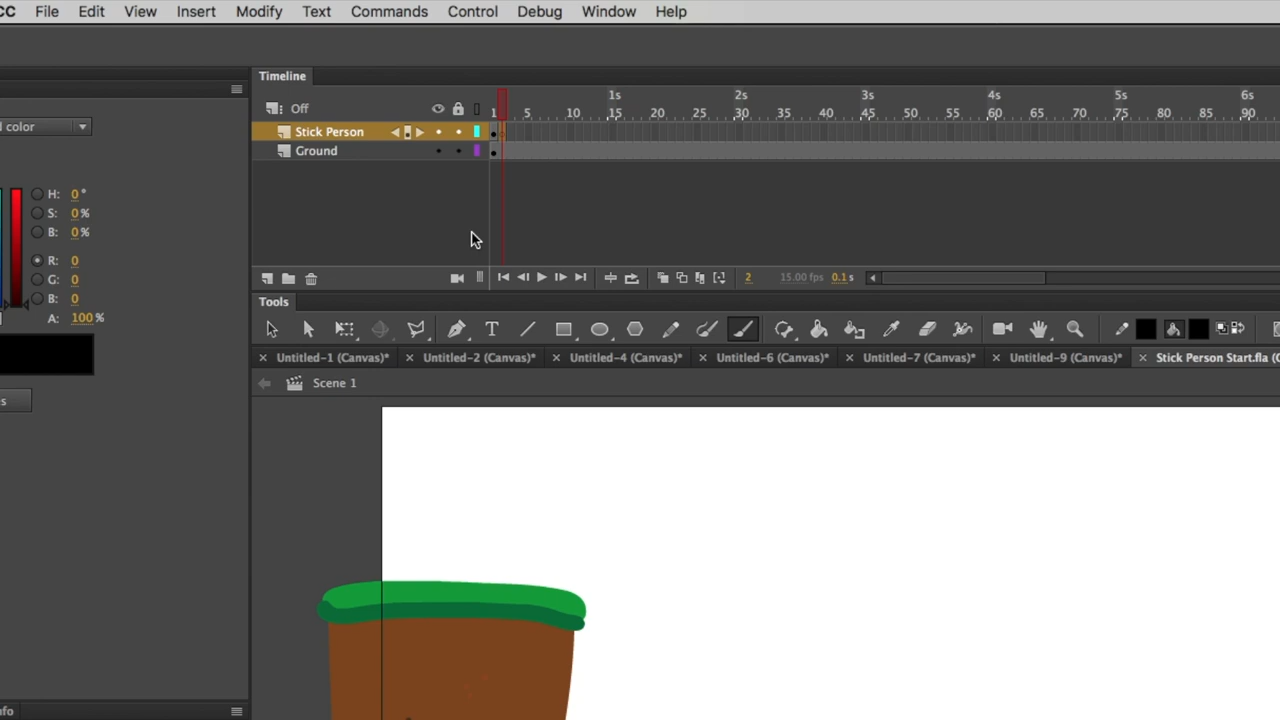 CC File Edit View Insert Modify Text Commands Control Debug Window Help
Timeline
Off
1s 2s 3s 4s 5s 6s
1 5 10 15 20 25 30 35 40 45 50 55 60 65 70 75 80 85 90
d color
Stick Person
Ground
H: 0 °
S: 0 %
B: 0 %
R: 0
G: 0
B: 0
A: 100 %
2 15.00 fps 0.1 s
Tools
T
Untitled-1 (Canvas)* Untitled-2 (Canvas)* Untitled-4 (Canvas)* Untitled-6 (Canvas)* Untitled-7 (Canvas)* Untitled-9 (Canvas)* Stick Person Start.fla (C
Scene 1
s
nfo